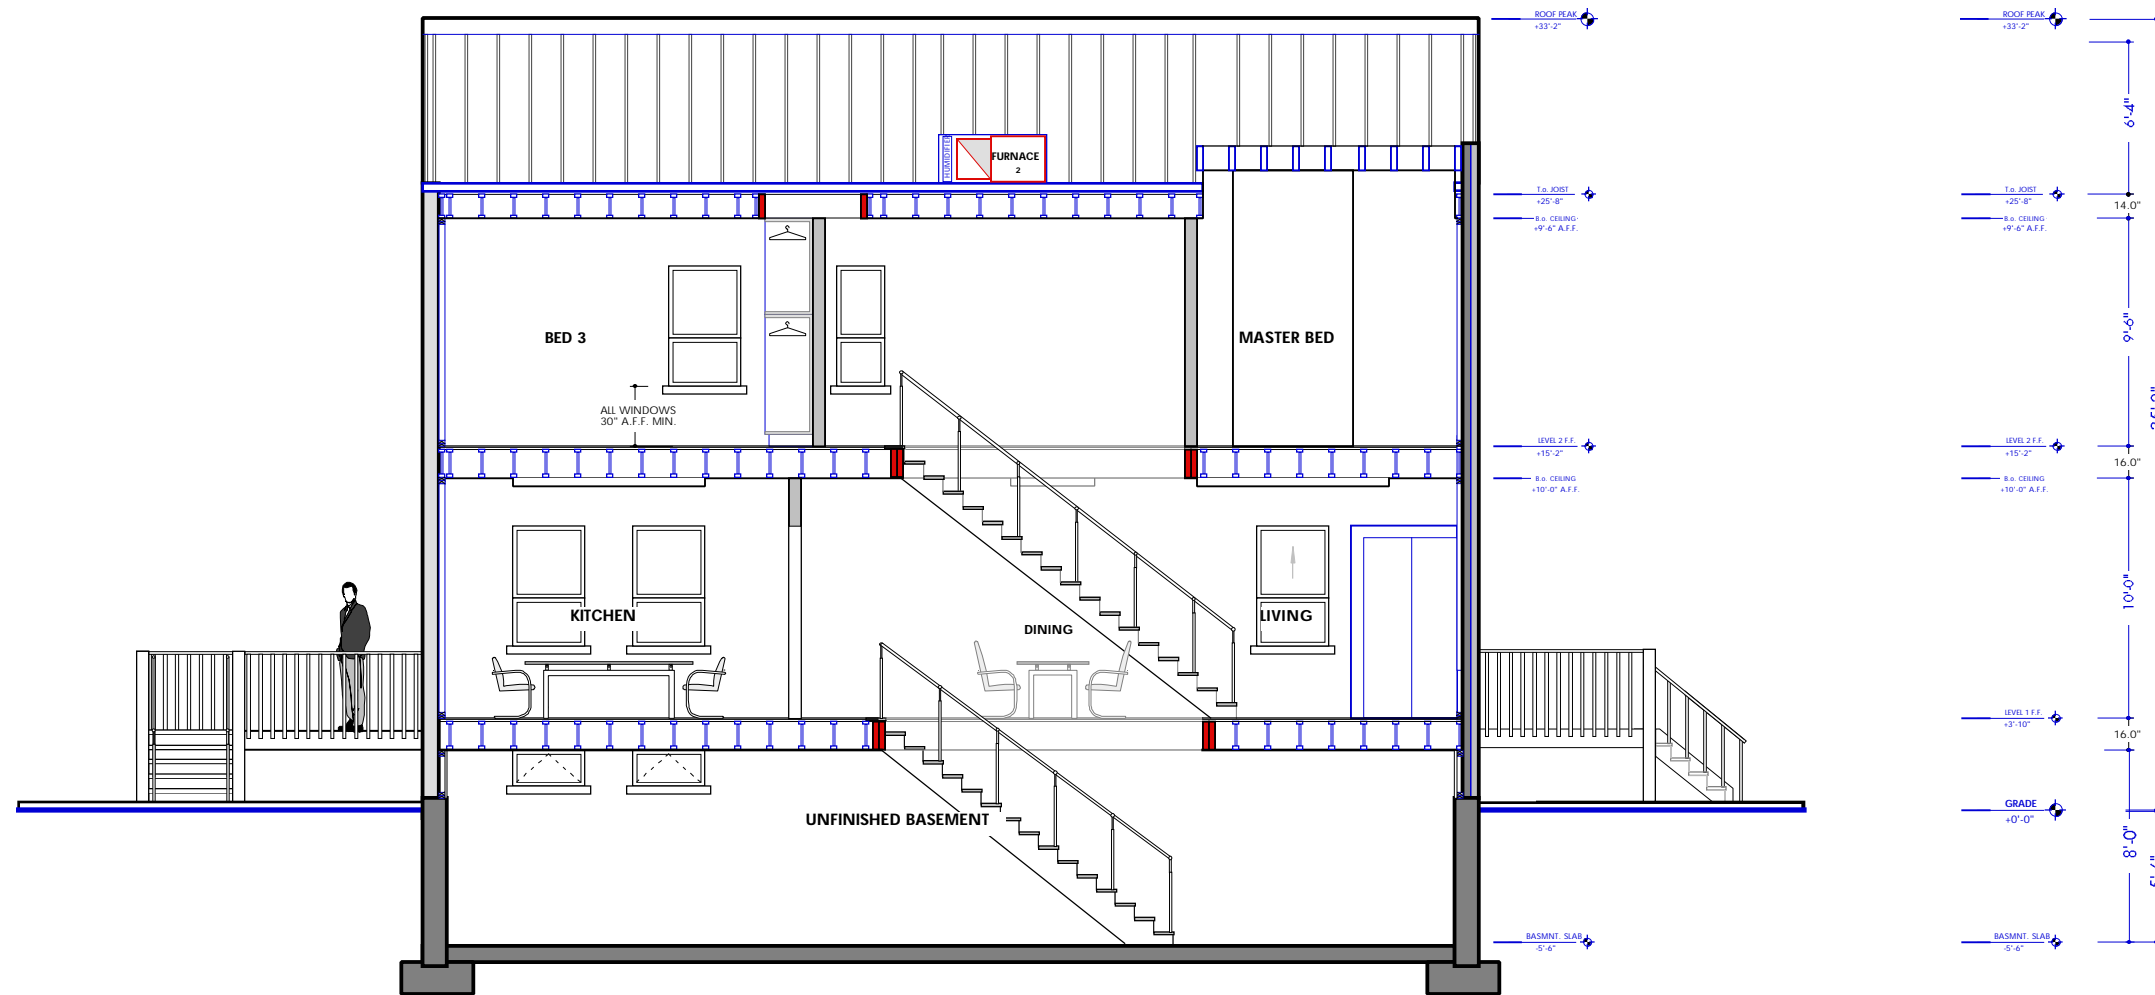 ROOF PEAK
+33'-2"
ROOF PEAK
+33'-2"
6'-4"
HUMIDIFIER
FURNACE
2
T.o. JOIST
+25'-8"
T.o. JOIST
+25'-8"
14.0"
B.o. CEILING
+9'-6" A.F.F.
B.o. CEILING
+9'-6" A.F.F.
BED 3
MASTER BED
9'-6"
ALL WINDOWS
30" A.F.F. MIN.
LEVEL 2 F.F.
+15'-2"
LEVEL 2 F.F.
+15'-2"
16.0"
B.o. CEILING
+10'-0" A.F.F.
B.o. CEILING
+10'-0" A.F.F.
KITCHEN
DINING
LIVING
10'-0"
LEVEL 1 F.F.
+3'-10"
LEVEL 1 F.F.
+3'-10"
16.0"
UNFINISHED BASEMENT
GRADE
+0'-0"
8'-0"
BASMNT. SLAB
-5'-6"
BASMNT. SLAB
-5'-6"